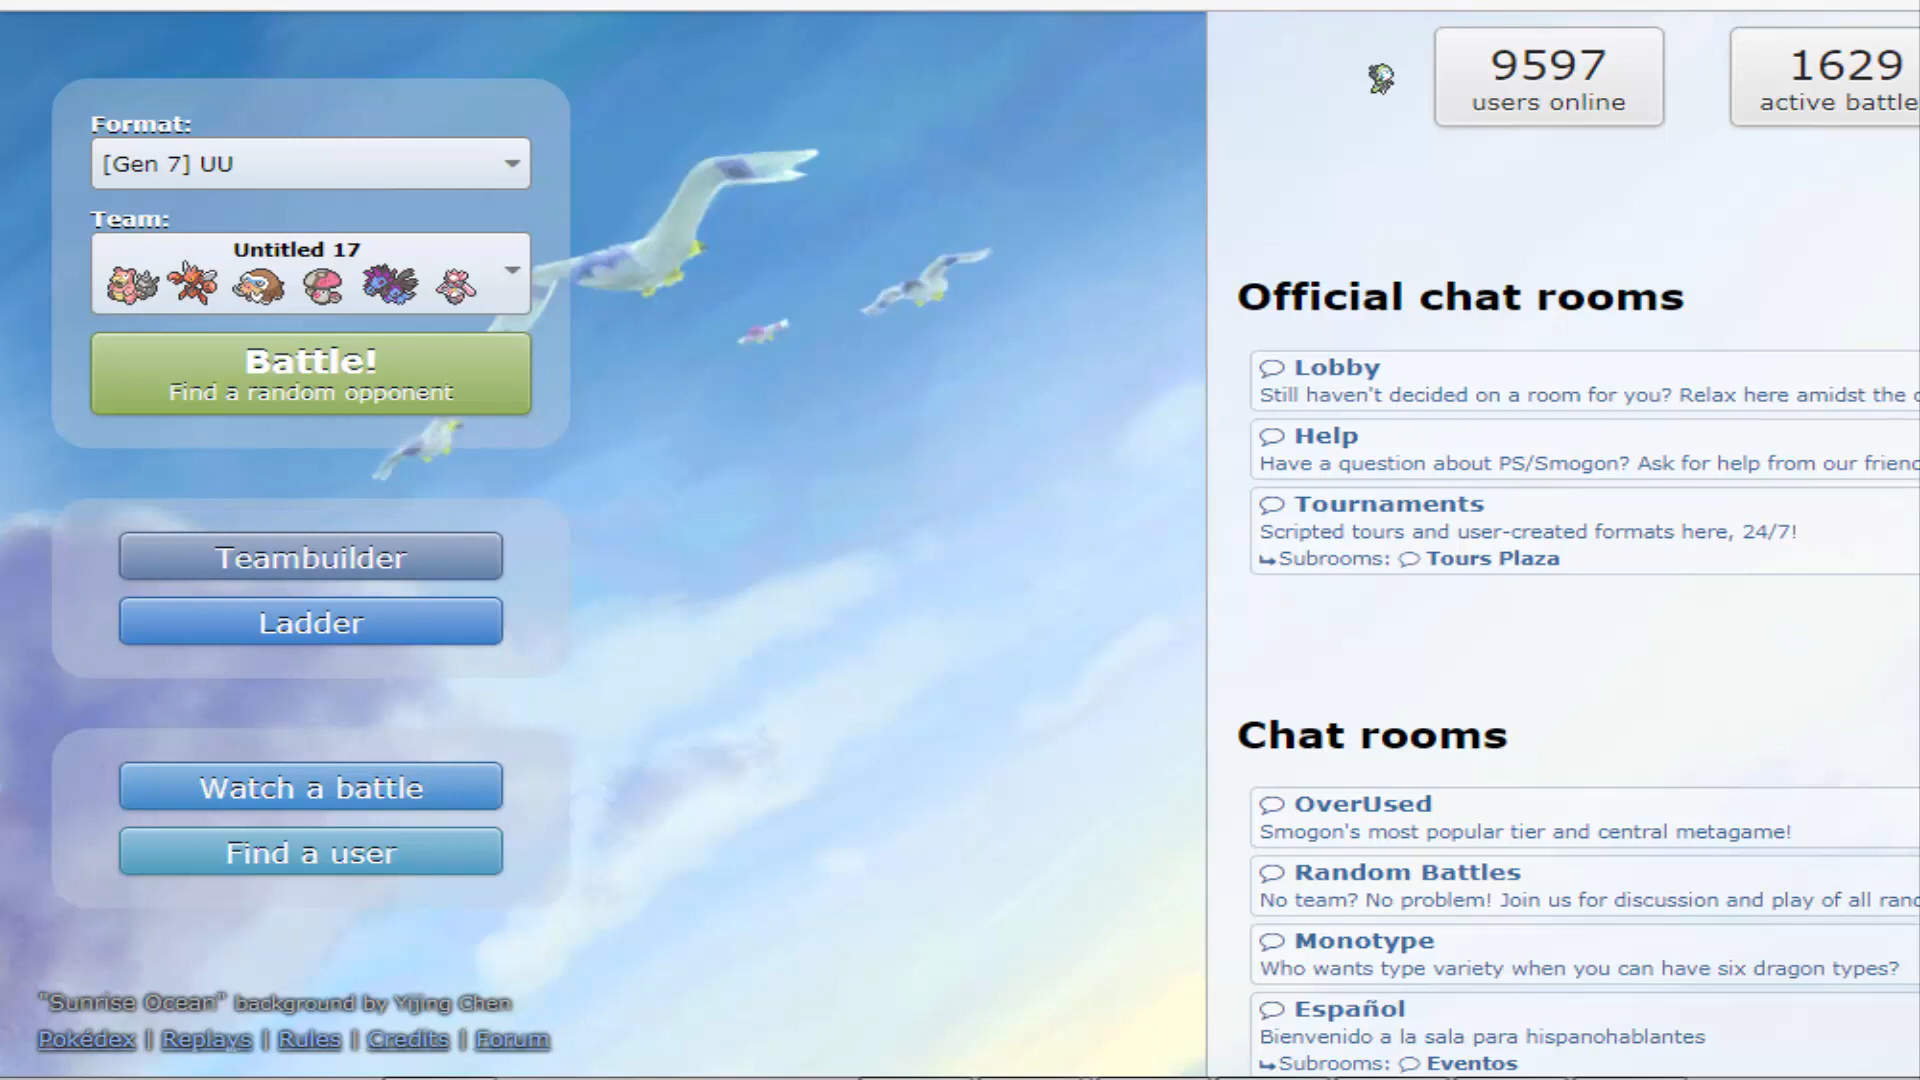 Format:
[Gen 7] UU
Team:
Untitled 17
Battle!
Find a random opponent
Teambuilder
Ladder
Watch a battle
Find a user
"Sunrise Ocean" background by Yijing Chen
Pokédex | Replays | Rules | Credits | Forum
9597
users online
1629
active battle
Official chat rooms
Lobby
Still haven't decided on a room for you? Relax here amidst the
Help
Have a question about PS/Smogon? Ask for help from our frien
Tournaments
Scripted tours and user-created formats here, 24/7!
Subrooms: Tours Plaza
Chat rooms
OverUsed
Smogon's most popular tier and central metagame!
Random Battles
No team? No problem! Join us for discussion and play of all ran
Monotype
Who wants type variety when you can have six dragon types?
Español
Bienvenido a la sala para hispanohablantes
Subrooms: Eventos